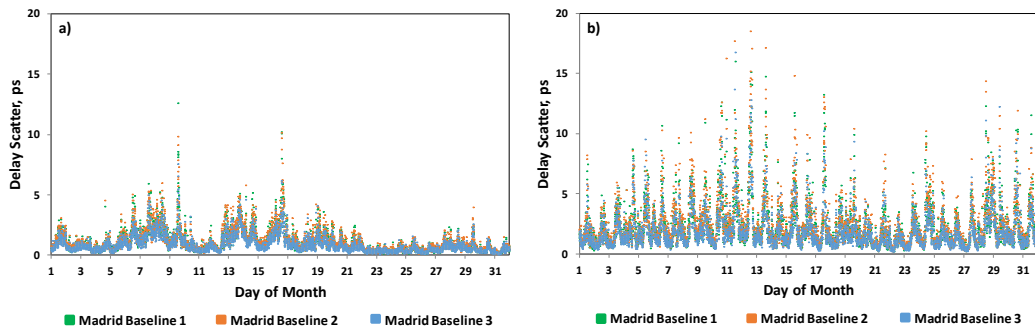 a)
Delay Scatter, ps
20
15
10
5
0
1 3 5 7 9 11 13 15 17 19 21 23 25 27 29 31
Day of Month
Madrid Baseline 1 Madrid Baseline 2 Madrid Baseline 3
b)
Delay Scatter, ps
20
15
10
5
0
1 3 5 7 9 11 13 15 17 19 21 23 25 27 29 31
Day of Month
Madrid Baseline 1 Madrid Baseline 2 Madrid Baseline 3